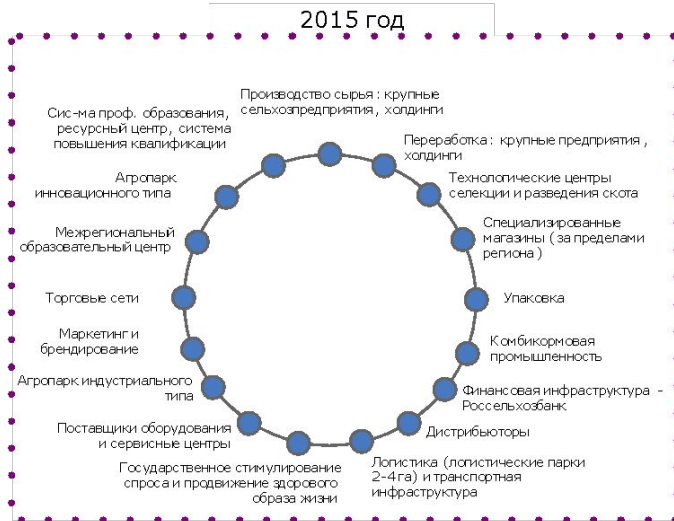 2015 год
Производство сырья : крупные
сельхозпредприятия , холдинги
Переработка : крупные предприятия ,
холдинги
Технологические центры
селекции и разведения скота
Специализированные
магазины ( за пределами
региона )
Упаковка
Комбикормовая
промышленность
Финансовая инфраструктура -
Россельхозбанк
Дистрибьюторы
Логистика (логистические парки
2-4 га) и транспортная
инфраструктура
Государственное стимулирование
спроса и продвижение здорового
образа жизни
Поставщики оборудования
и сервисные центры
Агропарк индустриального
типа
Маркетинг и
брендирование
Торговые сети
Межрегиональный
образовательный центр
Агропарк
инновационного типа
Сис-ма проф. образования,
ресурсный центр, система
повышения квалификации